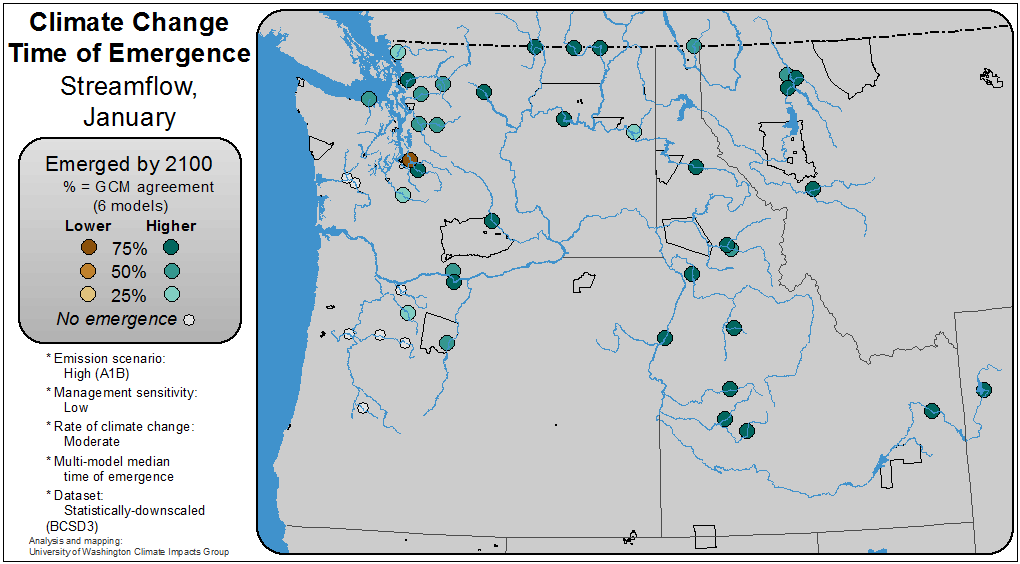 Climate Change
Time of Emergence
Streamflow,
January
Emerged by 2100
% = GCM agreement
(6 models)
Lower Higher
75%
50%
25%
No emergence
* Emission scenario:
High (A1B)
* Management sensitivity:
Low
* Rate of climate change:
Moderate
* Multi-model median
time of emergence
* Dataset:
Statistically-downscaled
(BCSD3)
Analysis and mapping:
University of Washington Climate Impacts Group